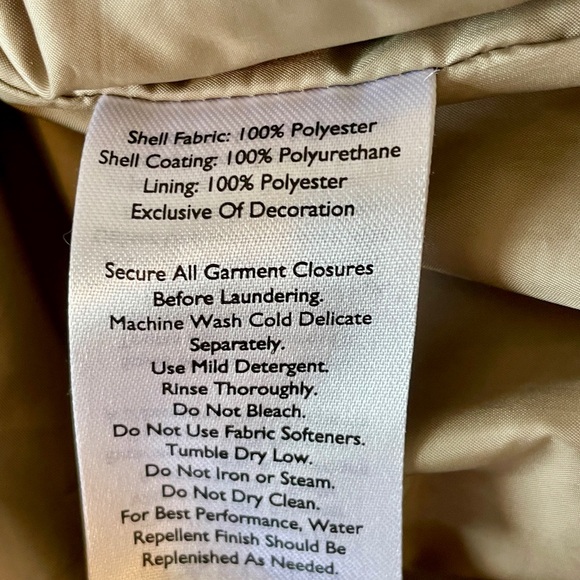 Shell Fabric: 100% Polyester
Shell Coating: 100% Polyurethane
Lining: 100% Polyester
Exclusive Of Decoration
Secure All Garment Closures
Before Laundering.
Machine Wash Cold Delicate
Separately.
Use Mild Detergent.
Rinse Thoroughly.
Do Not Bleach.
Do Not Use Fabric Softeners.
Tumble Dry Low.
Do Not Iron or Steam.
Do Not Dry Clean.
For Best Performance, Water
Repellent Finish Should Be
Replenished As Needed.